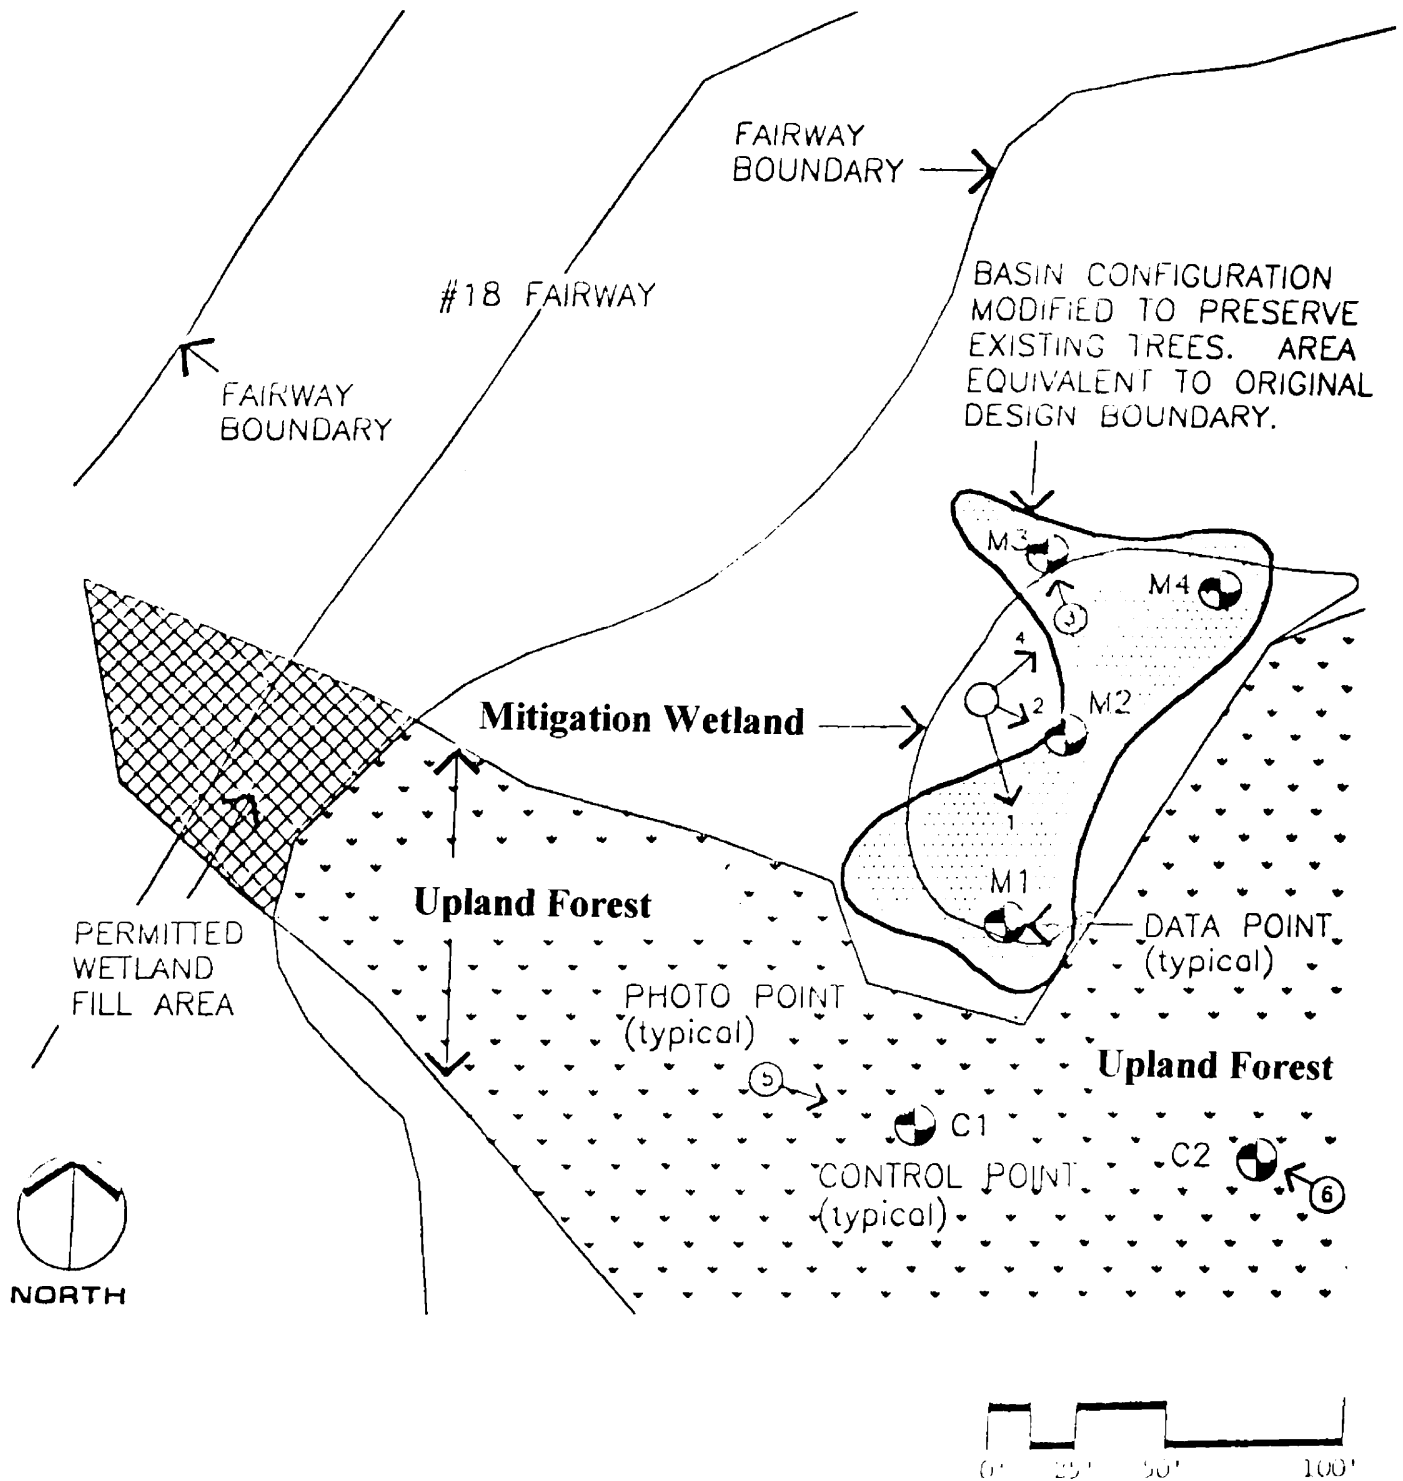 FAIRWAY
BOUNDARY
#18 FAIRWAY
BASIN CONFIGURATION
MODIFIED TO PRESERVE
EXISTING TREES. AREA
EQUIVALENT TO ORIGINAL
DESIGN BOUNDARY.
FAIRWAY
BOUNDARY
M3
M4
3
4
2
M2
Mitigation Wetland
1
M1
Upland Forest
DATA POINT
(typical)
PERMITTED
WETLAND
FILL AREA
PHOTO POINT
(typical)
Upland Forest
5
C1
C2
CONTROL POINT
(typical)
6
NORTH
0' 25' 50' 100'